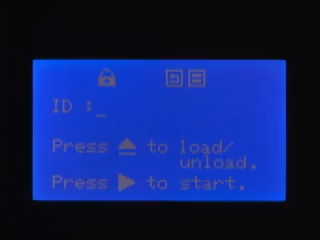 ID :_
Press ▲ to load/
unload.
Press ▶ to start.